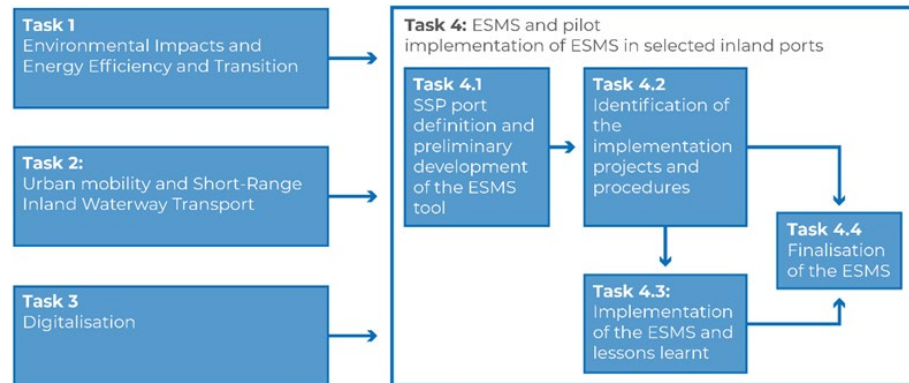 Task 1
Environmental Impacts and
Energy Efficiency and Transition
Task 2:
Urban mobility and Short-Range
Inland Waterway Transport
Task 3
Digitalisation
Task 4: ESMS and pilot
implementation of ESMS in selected inland ports
Task 4.1
SSP port
definition and
preliminary
development
of the ESMS
tool
Task 4.2
Identification of
the
implementation
projects and
procedures
Task 4.3:
Implementation
of the ESMS and
lessons learnt
Task 4.4
Finalisation
of the ESMS